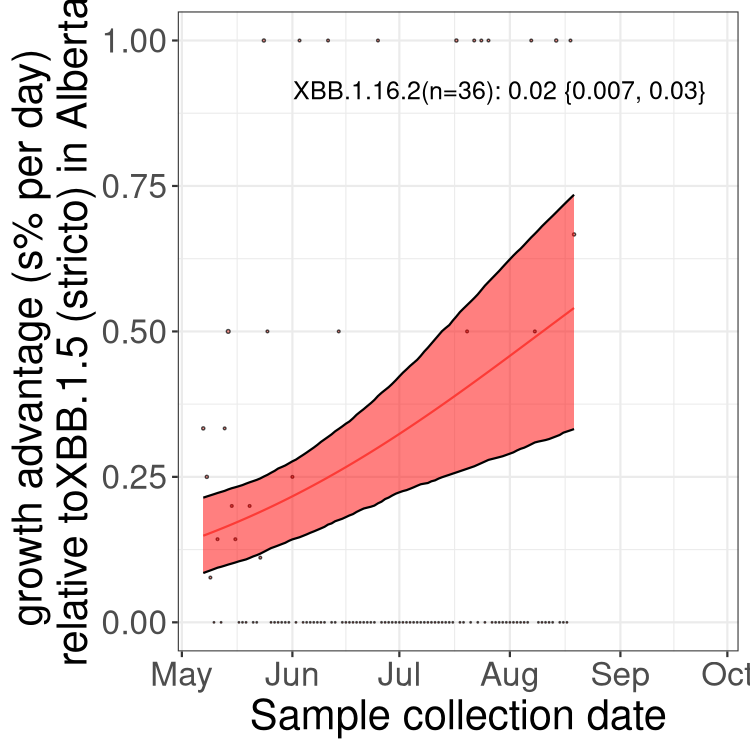 growth advantage (s% per day)
relative toXBB.1.5 (stricto) in Alberta
1.00
0.75
0.50
0.25
0.00
XBB.1.16.2(n=36): 0.02 {0.007, 0.03}
May Jun Jul Aug Sep Oct
Sample collection date